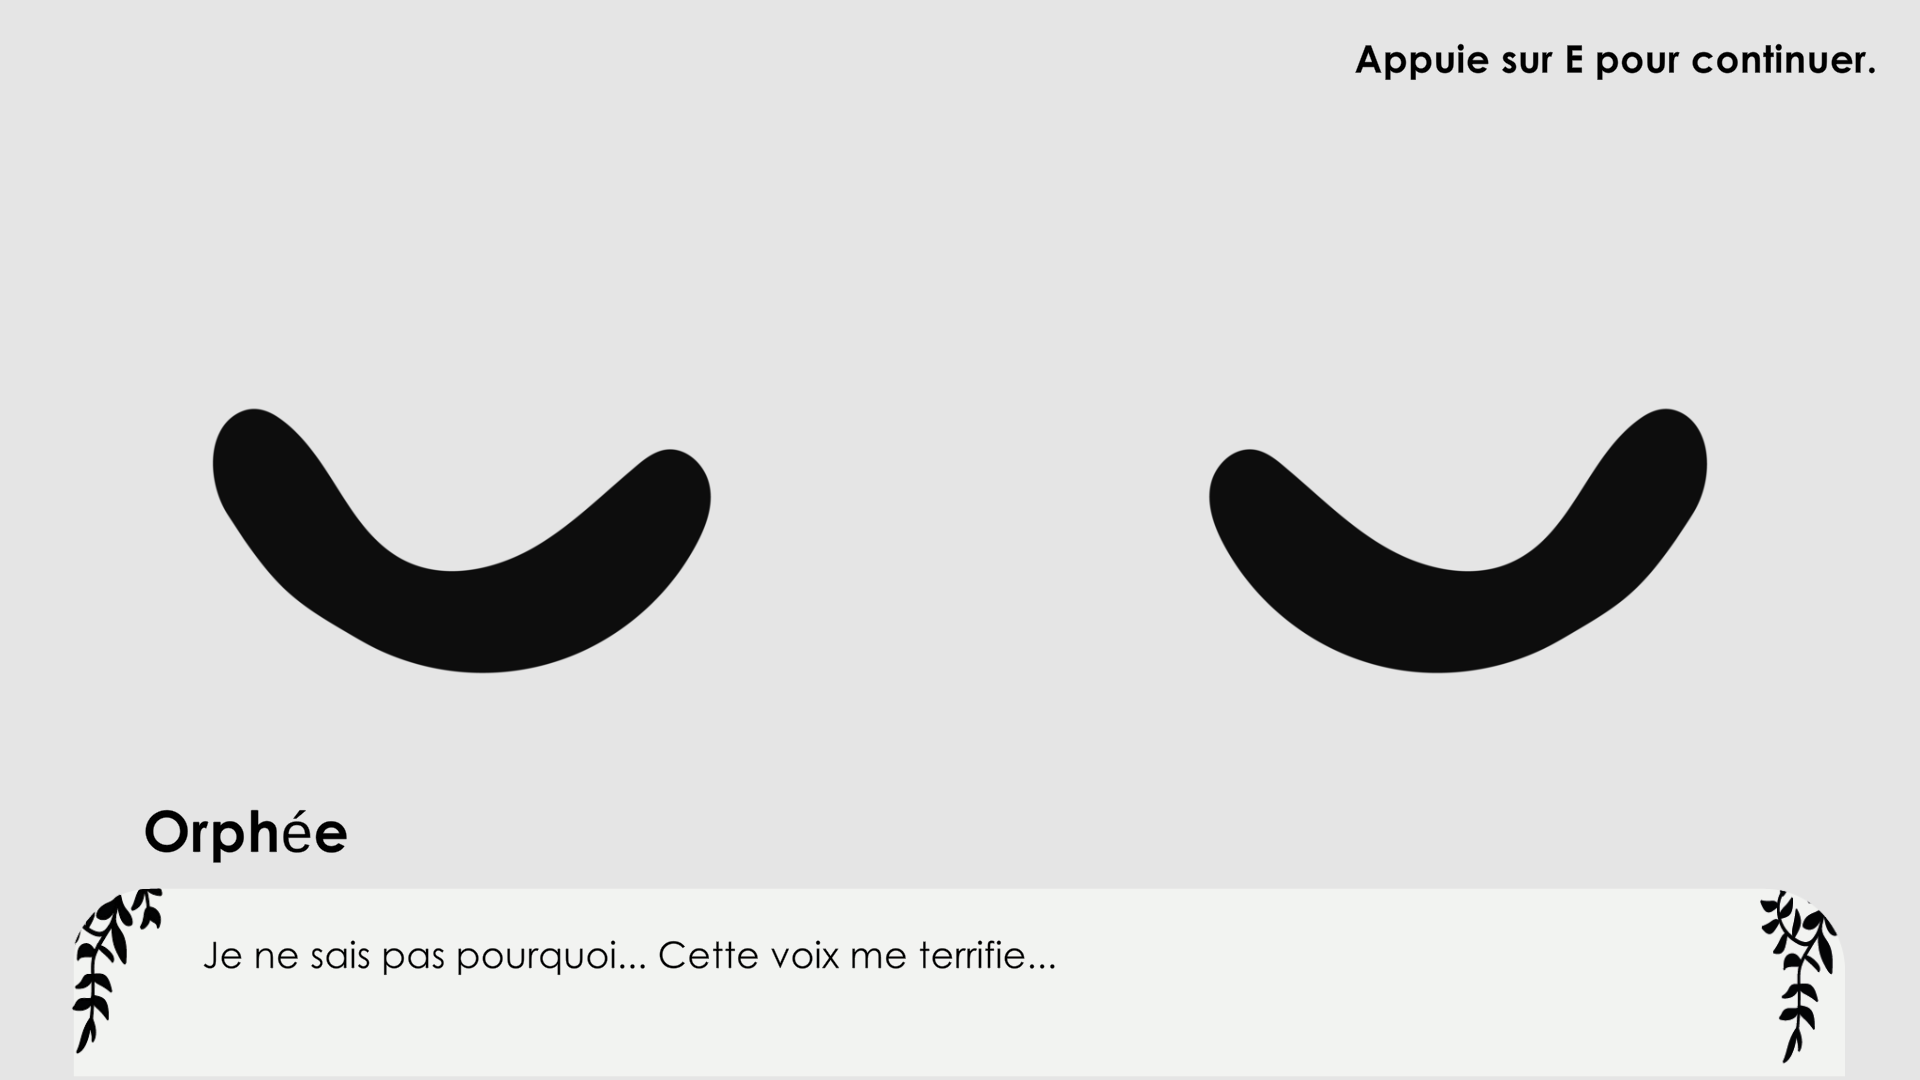 Appuie sur E pour continuer.
Orphée
Je ne sais pas pourquoi... Cette voix me terrifie...